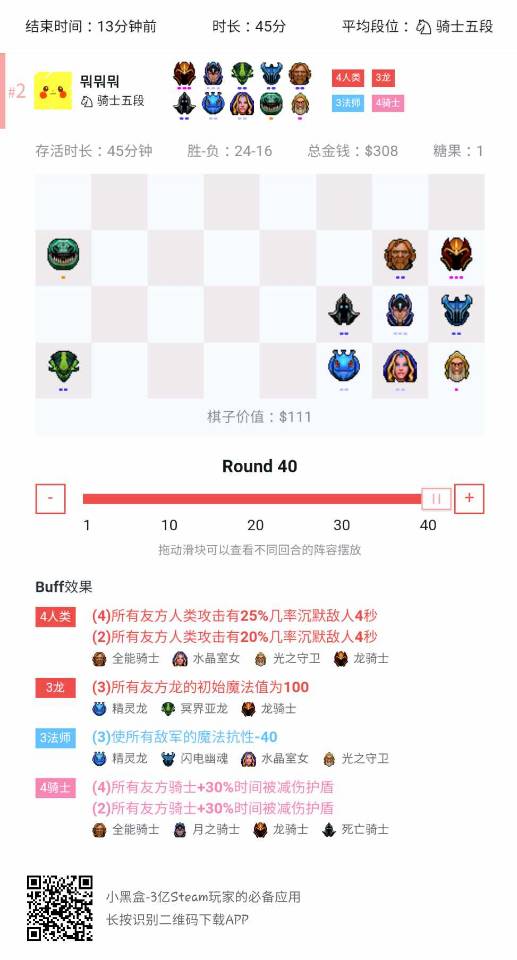 结束时间：13分钟前 时长：45分 平均段位：骑士五段
#2 뭐뭐뭐 4人类 3龙
骑士五段 3法师 4骑士
存活时长：45分钟 胜-负：24-16 总金钱：$308 糖果：1
棋子价值：$111
Round 40
- +
1 10 20 30 40
拖动滑块可以查看不同回合的阵容摆放
Buff效果
4人类 (4)所有友方人类攻击有25%几率沉默敌人4秒
(2)所有友方人类攻击有20%几率沉默敌人4秒
全能骑士 水晶室女 光之守卫 龙骑士
3龙 (3)所有友方龙的初始魔法值为100
精灵龙 冥界亚龙 龙骑士
3法师 (3)使所有敌军的魔法抗性-40
精灵龙 闪电幽魂 水晶室女 光之守卫
4骑士 (4)所有友方骑士+30%时间被减伤护盾
(2)所有友方骑士+30%时间被减伤护盾
全能骑士 月之骑士 龙骑士 死亡骑士
小黑盒-3亿Steam玩家的必备应用
长按识别二维码下载APP